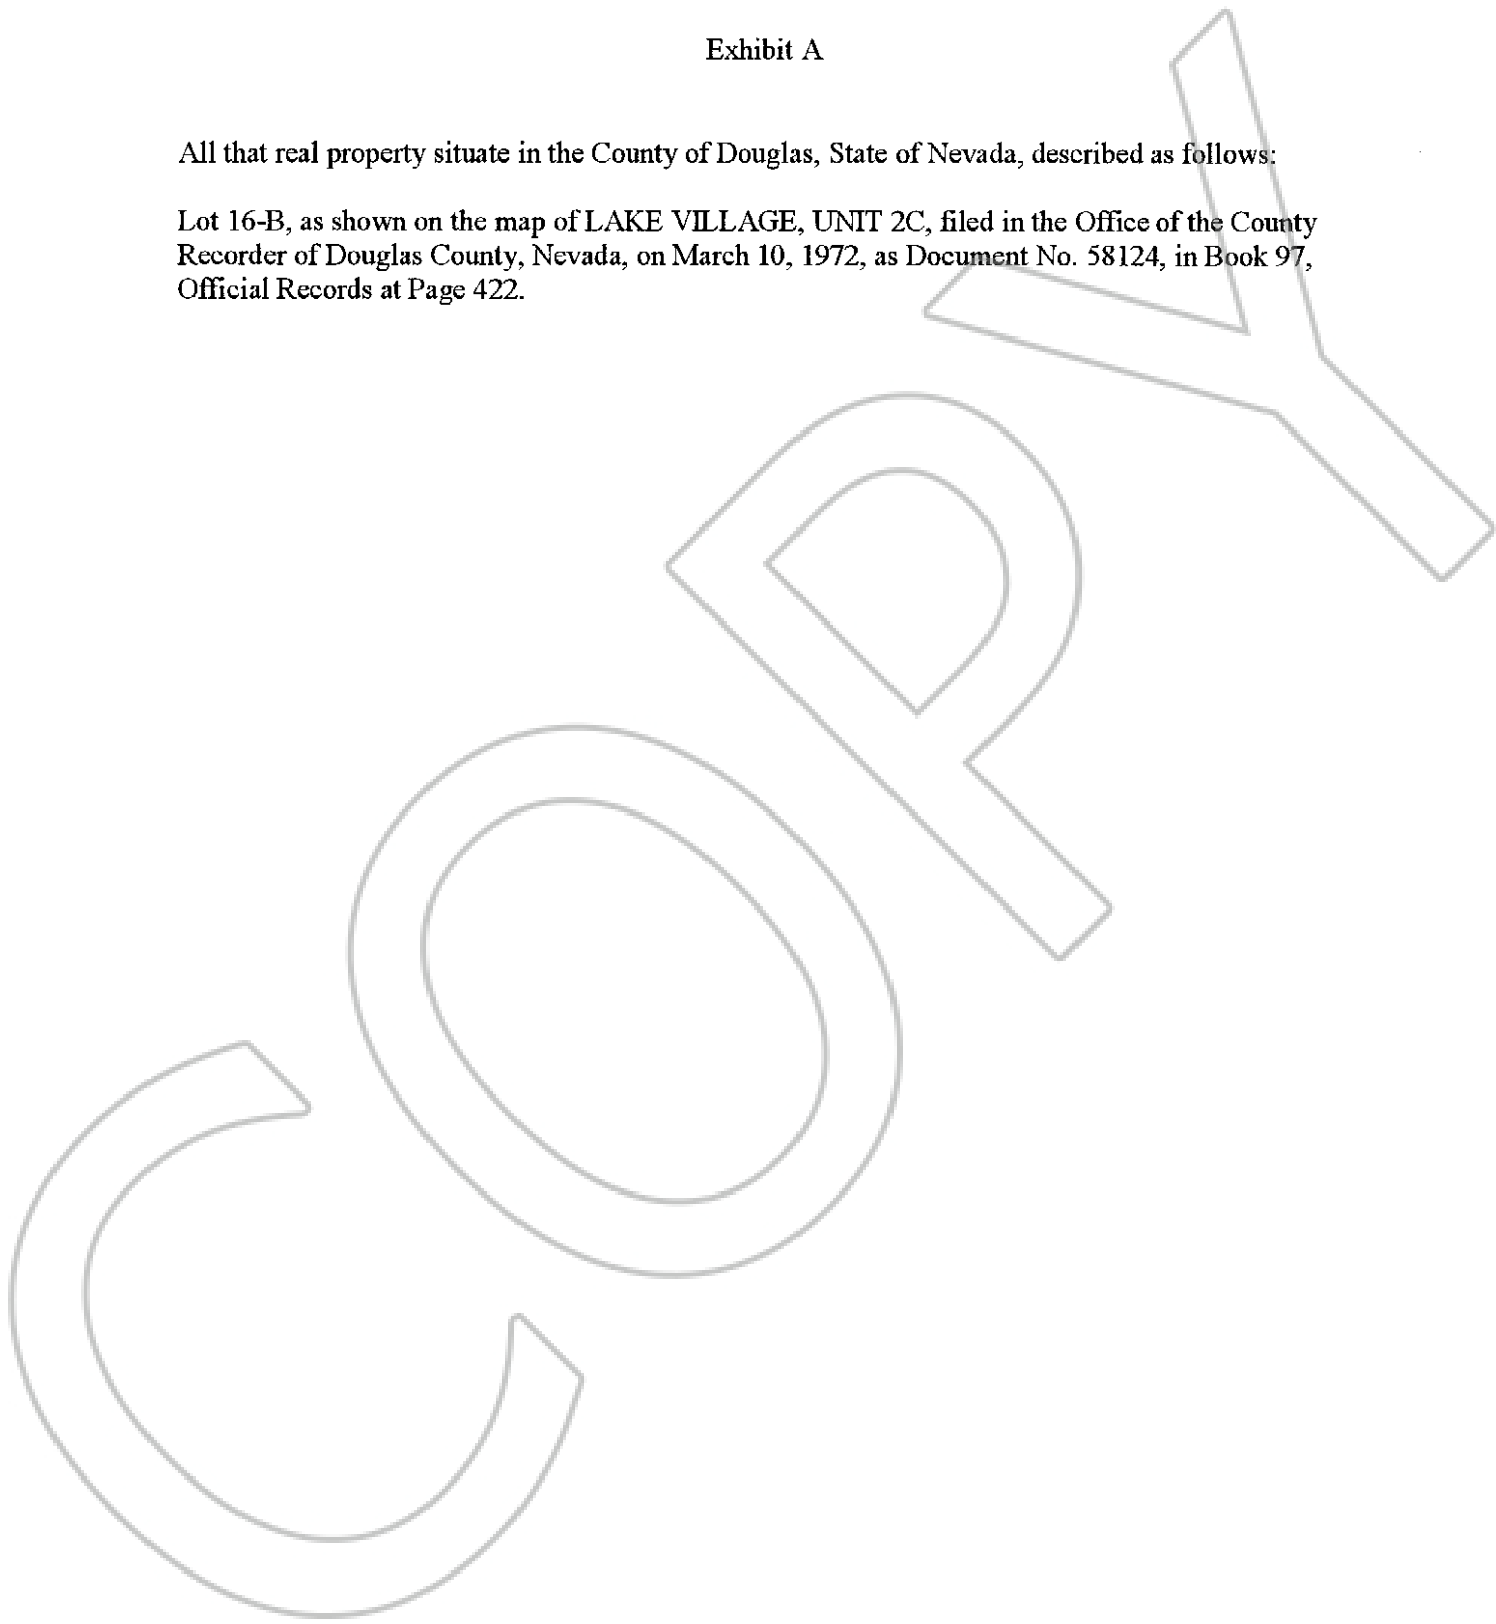 Exhibit A
All that real property situate in the County of Douglas, State of Nevada, described as follows:
Lot 16-B, as shown on the map of LAKE VILLAGE, UNIT 2C, filed in the Office of the County
Recorder of Douglas County, Nevada, on March 10, 1972, as Document No. 58124, in Book 97,
Official Records at Page 422.
COPY